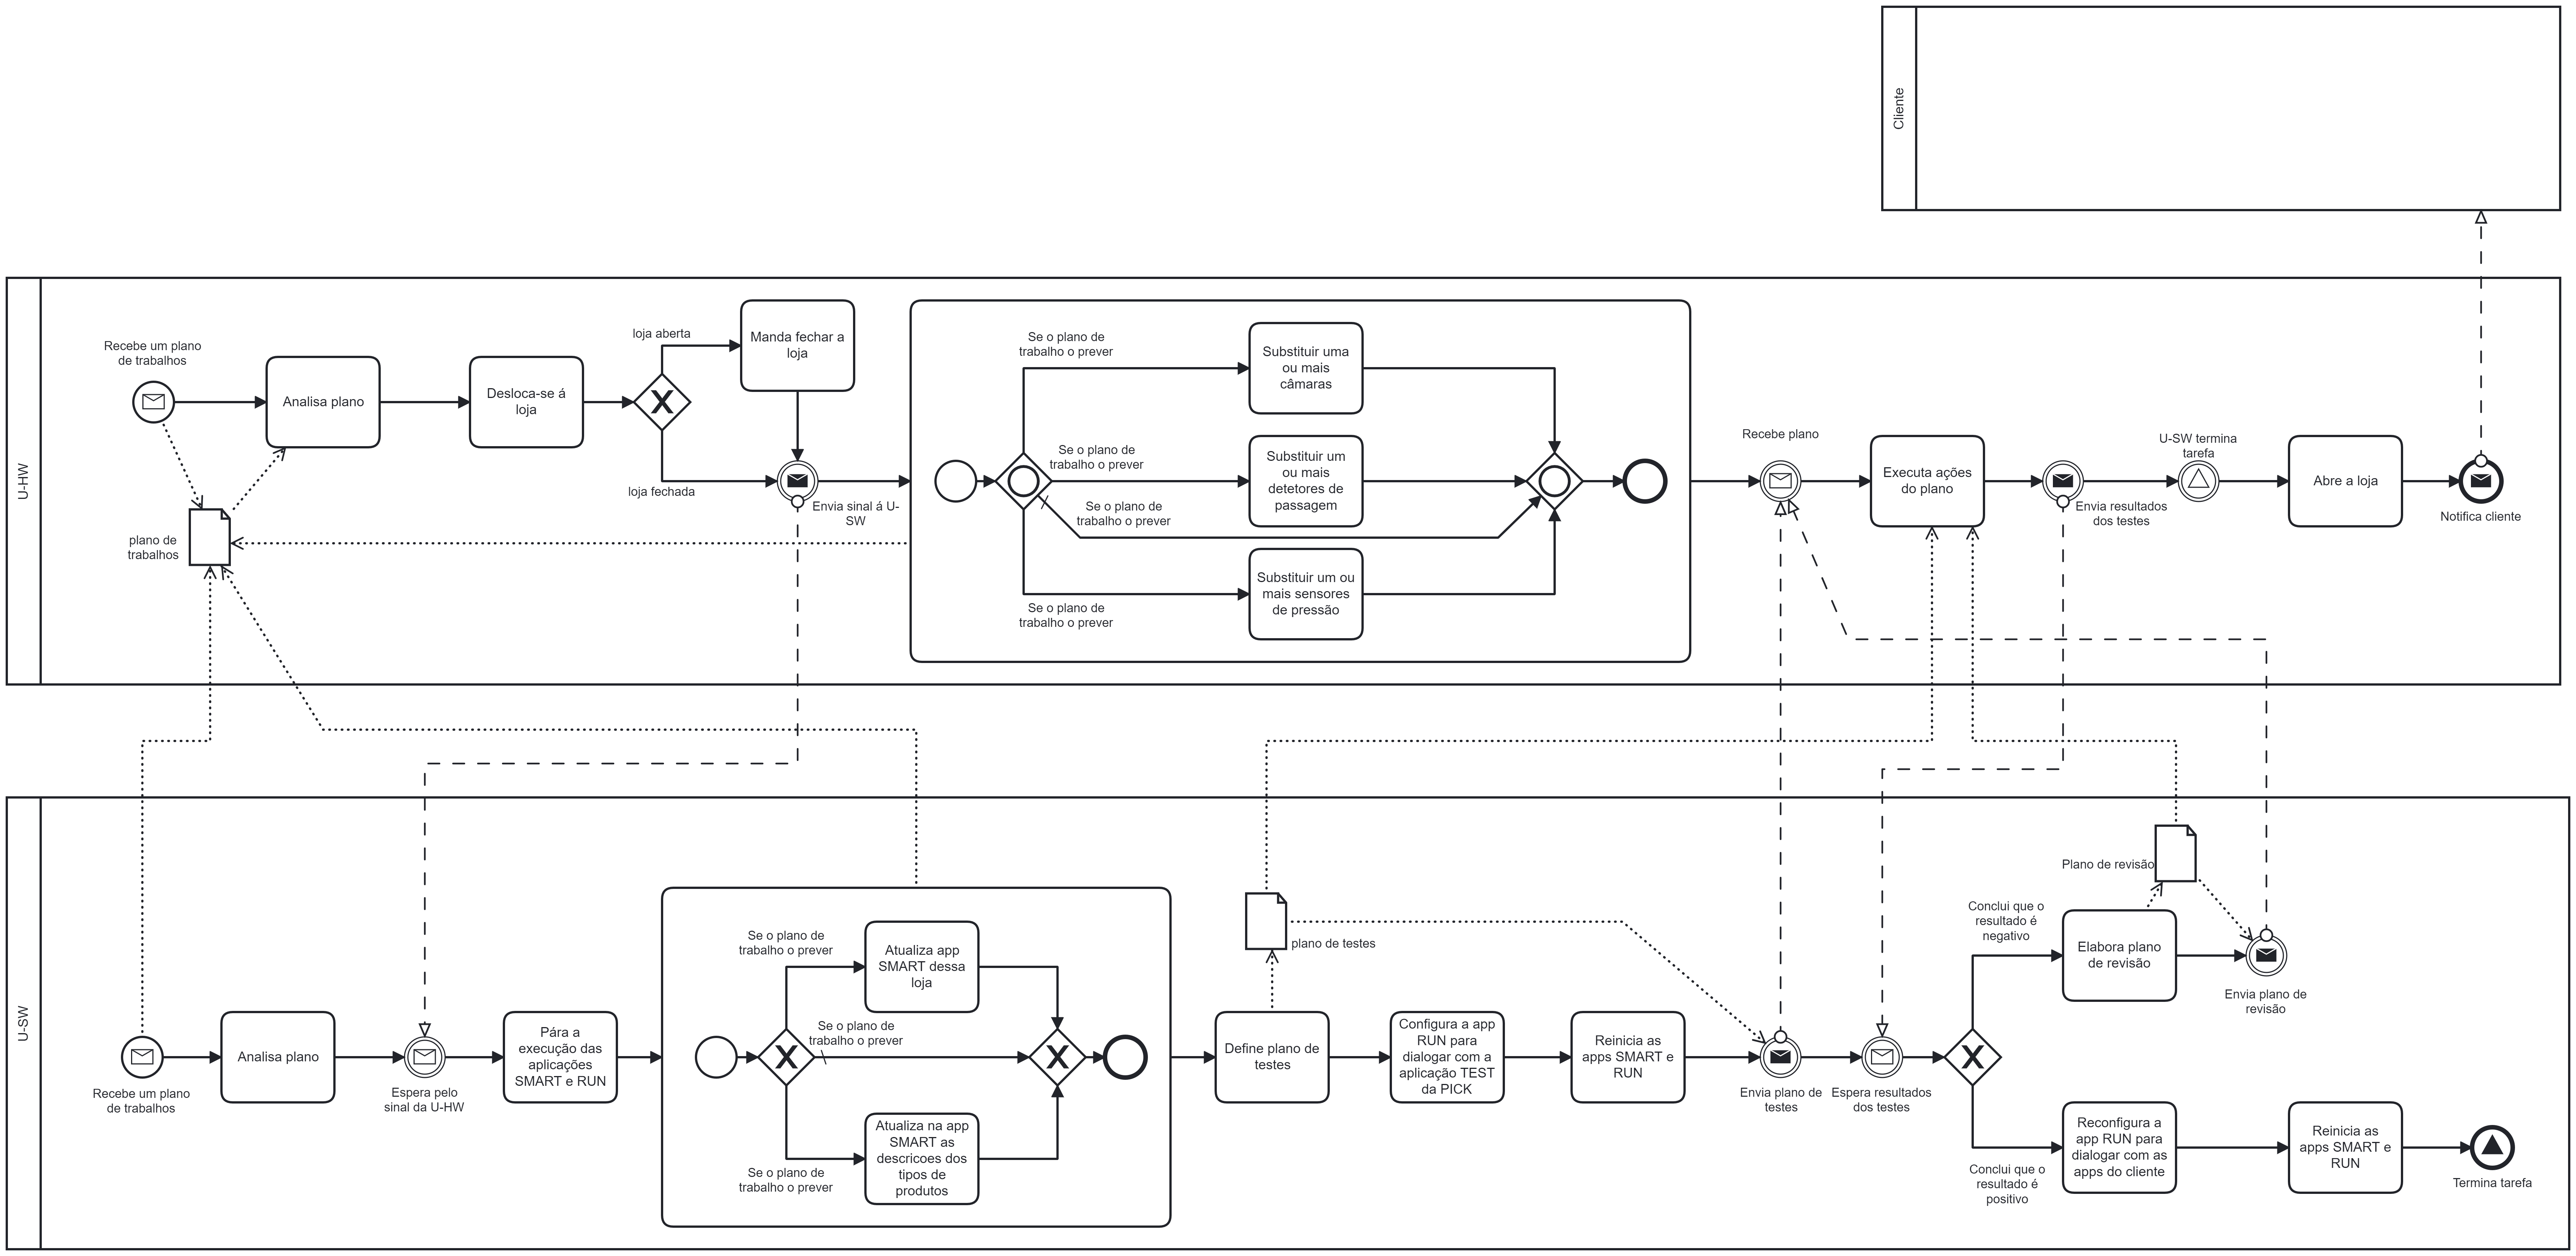 Cliente
U-HW
Recebe um plano
de trabalhos
Analisa plano
plano de
trabalhos
Desloca-se á
loja
loja aberta
loja fechada
Manda fechar a
loja
Envia sinal á U-
SW
Se o plano de
trabalho o prever
Substituir uma
ou mais
câmaras
Se o plano de
trabalho o prever
Substituir um
ou mais
detetores de
passagem
Se o plano de
trabalho o prever
Se o plano de
trabalho o prever
Substituir um ou
mais sensores
de pressão
Recebe plano
Executa ações
do plano
Envia resultados
dos testes
U-SW termina
tarefa
Abre a loja
Notifica cliente
U-SW
Recebe um plano
de trabalhos
Analisa plano
Espera pelo
sinal da U-HW
Pára a
execução das
aplicações
SMART e RUN
Se o plano de
trabalho o prever
Atualiza app
SMART dessa
loja
Se o plano de
trabalho o prever
Se o plano de
trabalho o prever
Atualiza na app
SMART as
descricoes dos
tipos de
produtos
plano de testes
Define plano de
testes
Configura a app
RUN para
dialogar com a
aplicação TEST
da PICK
Reinicia as
apps SMART e
RUN
Envia plano de
testes
Espera resultados
dos testes
Conclui que o
resultado é
negativo
Elabora plano
de revisão
Plano de revisão
Envia plano de
revisão
Conclui que o
resultado é
positivo
Reconfigura a
app RUN para
dialogar com as
apps do cliente
Reinicia as
apps SMART e
RUN
Termina tarefa